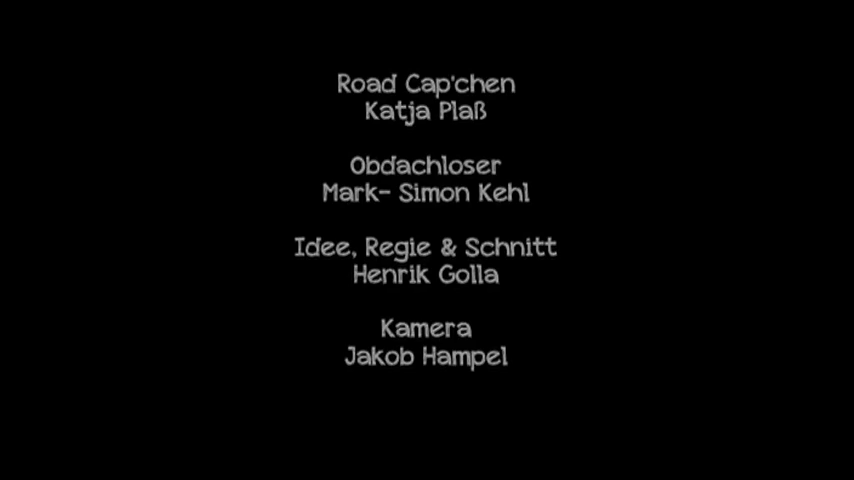 Road Cap'chen
Katja Plaß
Obdachloser
Mark- Simon Kehl
Idee, Regie & Schnitt
Henrik Golla
Kamera
Jakob Hampel